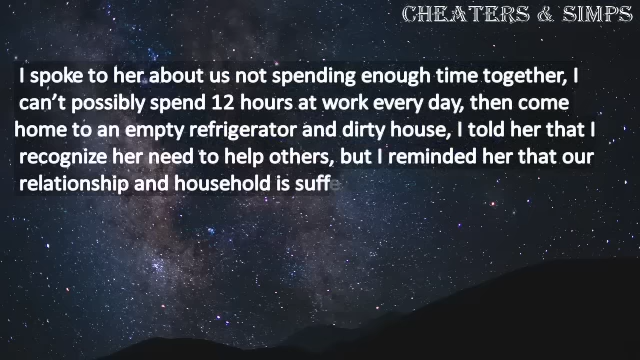 CHEATERS & SIMPS
I spoke to her about us not spending enough time together, I
can't possibly spend 12 hours at work every day, then come
home to an empty refrigerator and dirty house, I told her that I
recognize her need to help others, but I reminded her that our
relationship and household is suffe